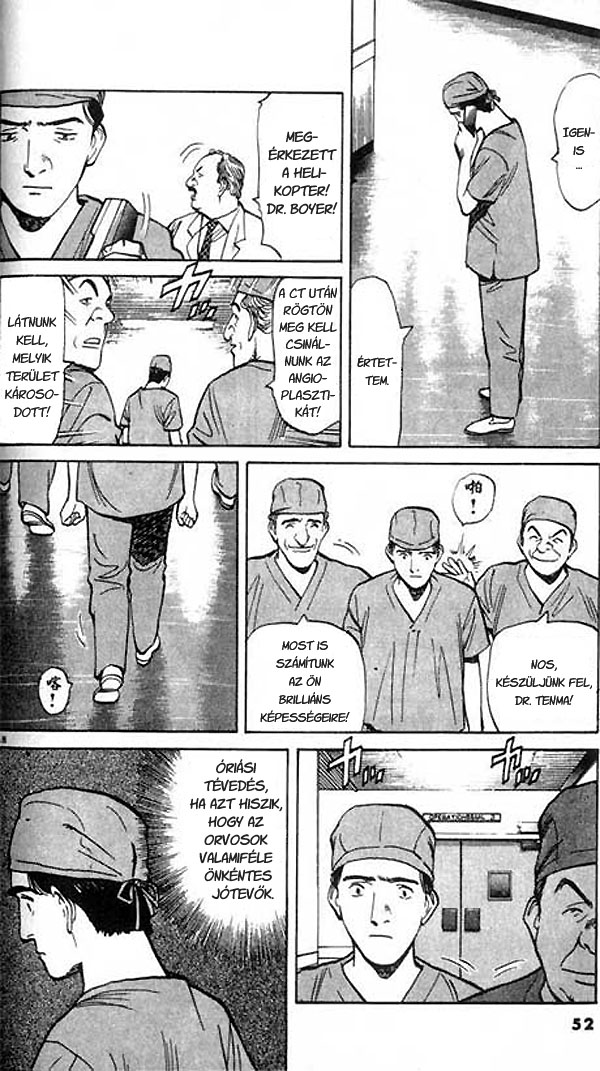 IGEN-
IS
...
ÉRTET-
TEM.
MEG-
ÉRKEZETT
A HELI-
KOPTER!
DR. BOYER!
A CT UTÁN
RÖGTÖN
MEG KELL
CSINÁL-
NUNK AZ
ANGIO-
PLASZTI-
KÁT!
LÁTNUNK
KELL,
MELYIK
TERÜLET
KÁROSO-
DOTT!
啪!
NOS,
KÉSZÜLJÜNK FEL,
DR. TENMA!
MOST IS
SZÁMÍTUNK
AZ ÖN
BRILLIÁNS
KÉPESSÉGEIRE!
喀!
ÓRIÁSI
TÉVEDÉS,
HA AZT HISZIK,
HOGY AZ
ORVOSOK
VALAMIFÉLE
ÖNKÉNTES
JÓTEVŐK.
52